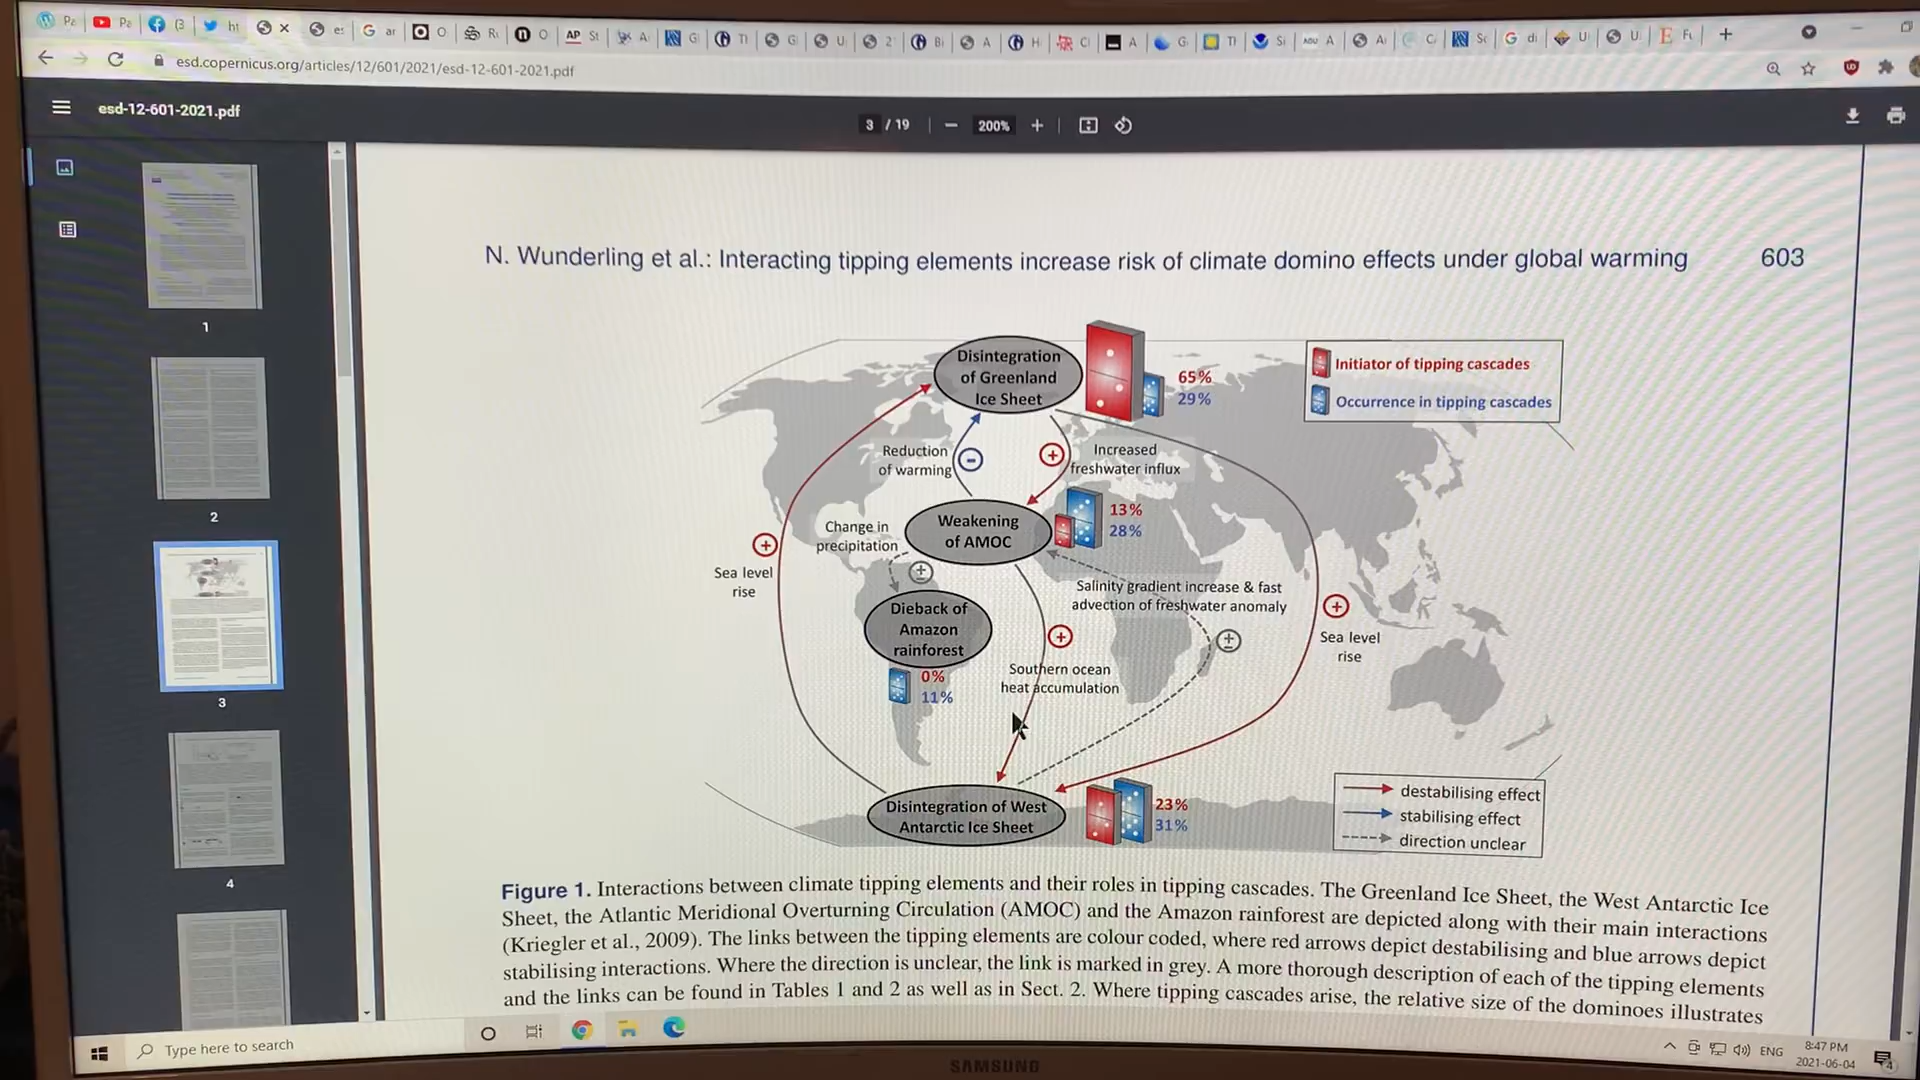 esd.copernicus.org/articles/12/601/2021/esd-12-601-2021.pdf
esd-12-601-2021.pdf
3 / 19
200%
1
2
3
4
N. Wunderling et al.: Interacting tipping elements increase risk of climate domino effects under global warming
603
Disintegration
of Greenland
Ice Sheet
65%
29%
Initiator of tipping cascades
Occurrence in tipping cascades
Reduction
of warming
Increased
freshwater influx
Weakening
of AMOC
13%
28%
Change in
precipitation
Sea level
rise
Salinity gradient increase & fast
advection of freshwater anomaly
Dieback of
Amazon
rainforest
0%
11%
Southern ocean
heat accumulation
Sea level
rise
Disintegration of West
Antarctic Ice Sheet
23%
31%
destabilising effect
stabilising effect
direction unclear
Figure 1. Interactions between climate tipping elements and their roles in tipping cascades. The Greenland Ice Sheet, the West Antarctic Ice
Sheet, the Atlantic Meridional Overturning Circulation (AMOC) and the Amazon rainforest are depicted along with their main interactions
(Kriegler et al., 2009). The links between the tipping elements are colour coded, where red arrows depict destabilising and blue arrows depict
stabilising interactions. Where the direction is unclear, the link is marked in grey. A more thorough description of each of the tipping elements
and the links can be found in Tables 1 and 2 as well as in Sect. 2. Where tipping cascades arise, the relative size of the dominoes illustrates
Type here to search
ENG
8:47 PM
2021-06-04
SAMSUNG